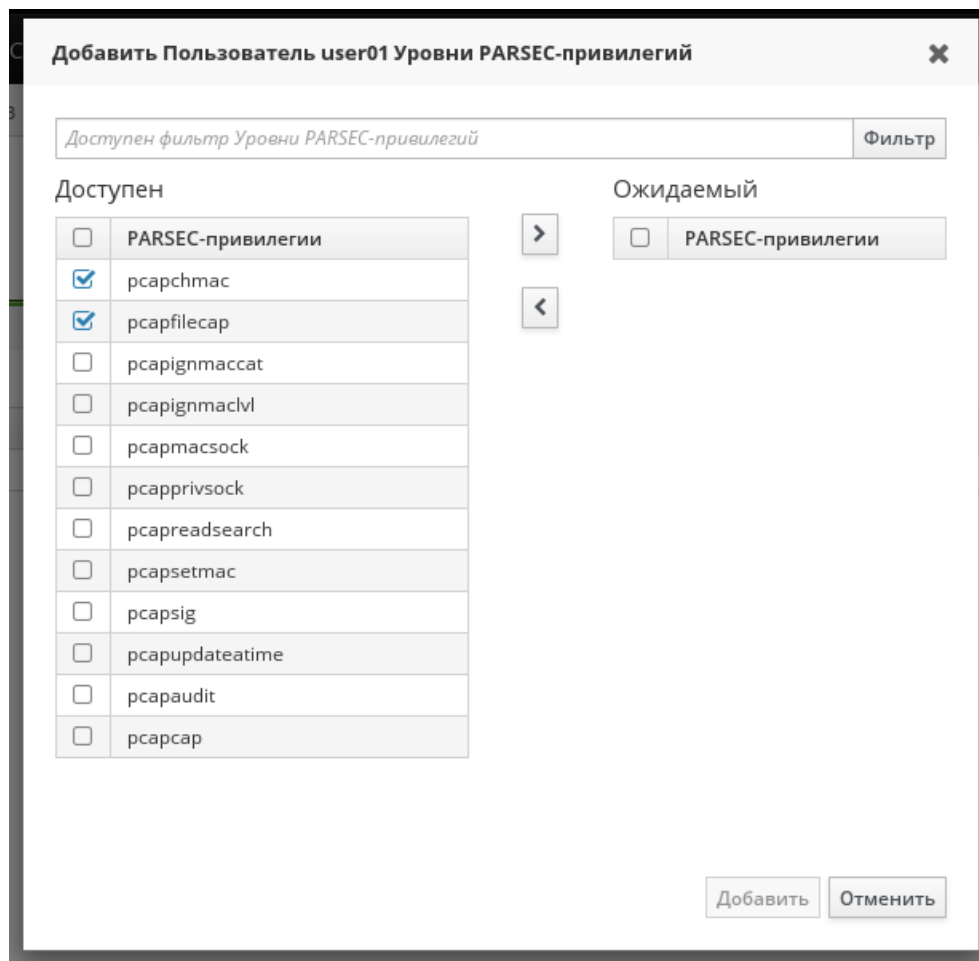 Добавить Пользователь user01 Уровни PARSEC-привилегий
Доступен фильтр Уровни PARSEC-привилегий
Фильтр
Доступен
Ожидаемый
PARSEC-привилегии
PARSEC-привилегии
pcapchmac
pcapfilecap
pcapignmaccat
pcapignmaclvl
pcapmacsock
pcapprivsock
pcapreadsearch
pcapsetmac
pcapsig
pcapupdateatime
pcapaudit
pcapcap
Добавить
Отменить